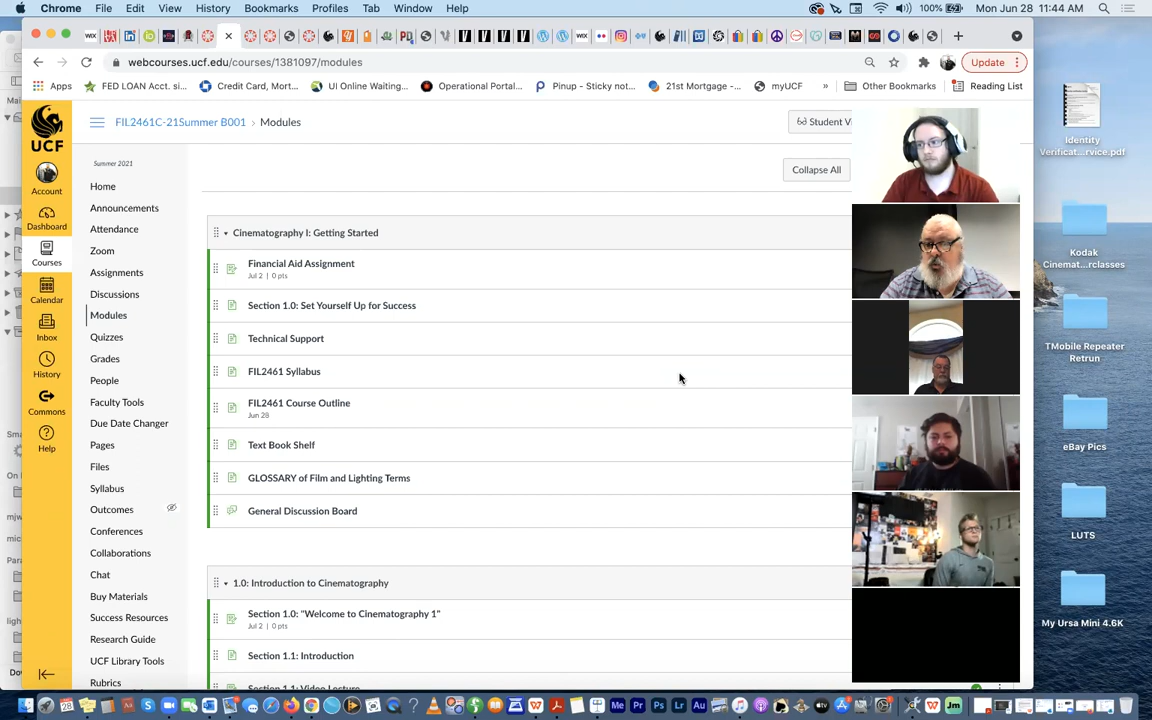 Chrome File Edit View History Bookmarks Profiles Tab Window Help 100% Mon Jun 28 11:44 AM
webcourses.ucf.edu/courses/1381097/modules Update
Apps FED LOAN Acct. si... Credit Card, Mort... UI Online Waiting... Operational Portal... Pinup - Sticky not... 21st Mortgage -... myUCF » Other Bookmarks Reading List
UCF
Account
Dashboard
Courses
Calendar
Inbox
History
Commons
Help
FIL2461C-21Summer B001 › Modules
Student Vi
Summer 2021
Home
Announcements
Attendance
Zoom
Assignments
Discussions
Modules
Quizzes
Grades
People
Faculty Tools
Due Date Changer
Pages
Files
Syllabus
Outcomes
Conferences
Collaborations
Chat
Buy Materials
Success Resources
Research Guide
UCF Library Tools
Rubrics
Collapse All
Cinematography I: Getting Started
Financial Aid Assignment
Jul 2 | 0 pts
Section 1.0: Set Yourself Up for Success
Technical Support
FIL2461 Syllabus
FIL2461 Course Outline
Jun 28
Text Book Shelf
GLOSSARY of Film and Lighting Terms
General Discussion Board
1.0: Introduction to Cinematography
Section 1.0: "Welcome to Cinematography 1"
Jul 2 | 0 pts
Section 1.1: Introduction
Section 1.1: Video Lecture
Identity
Verificat...rvice.pdf
Kodak
Cinemat...rclasses
TMobile Repeater
Retrun
eBay Pics
LUTS
My Ursa Mini 4.6K